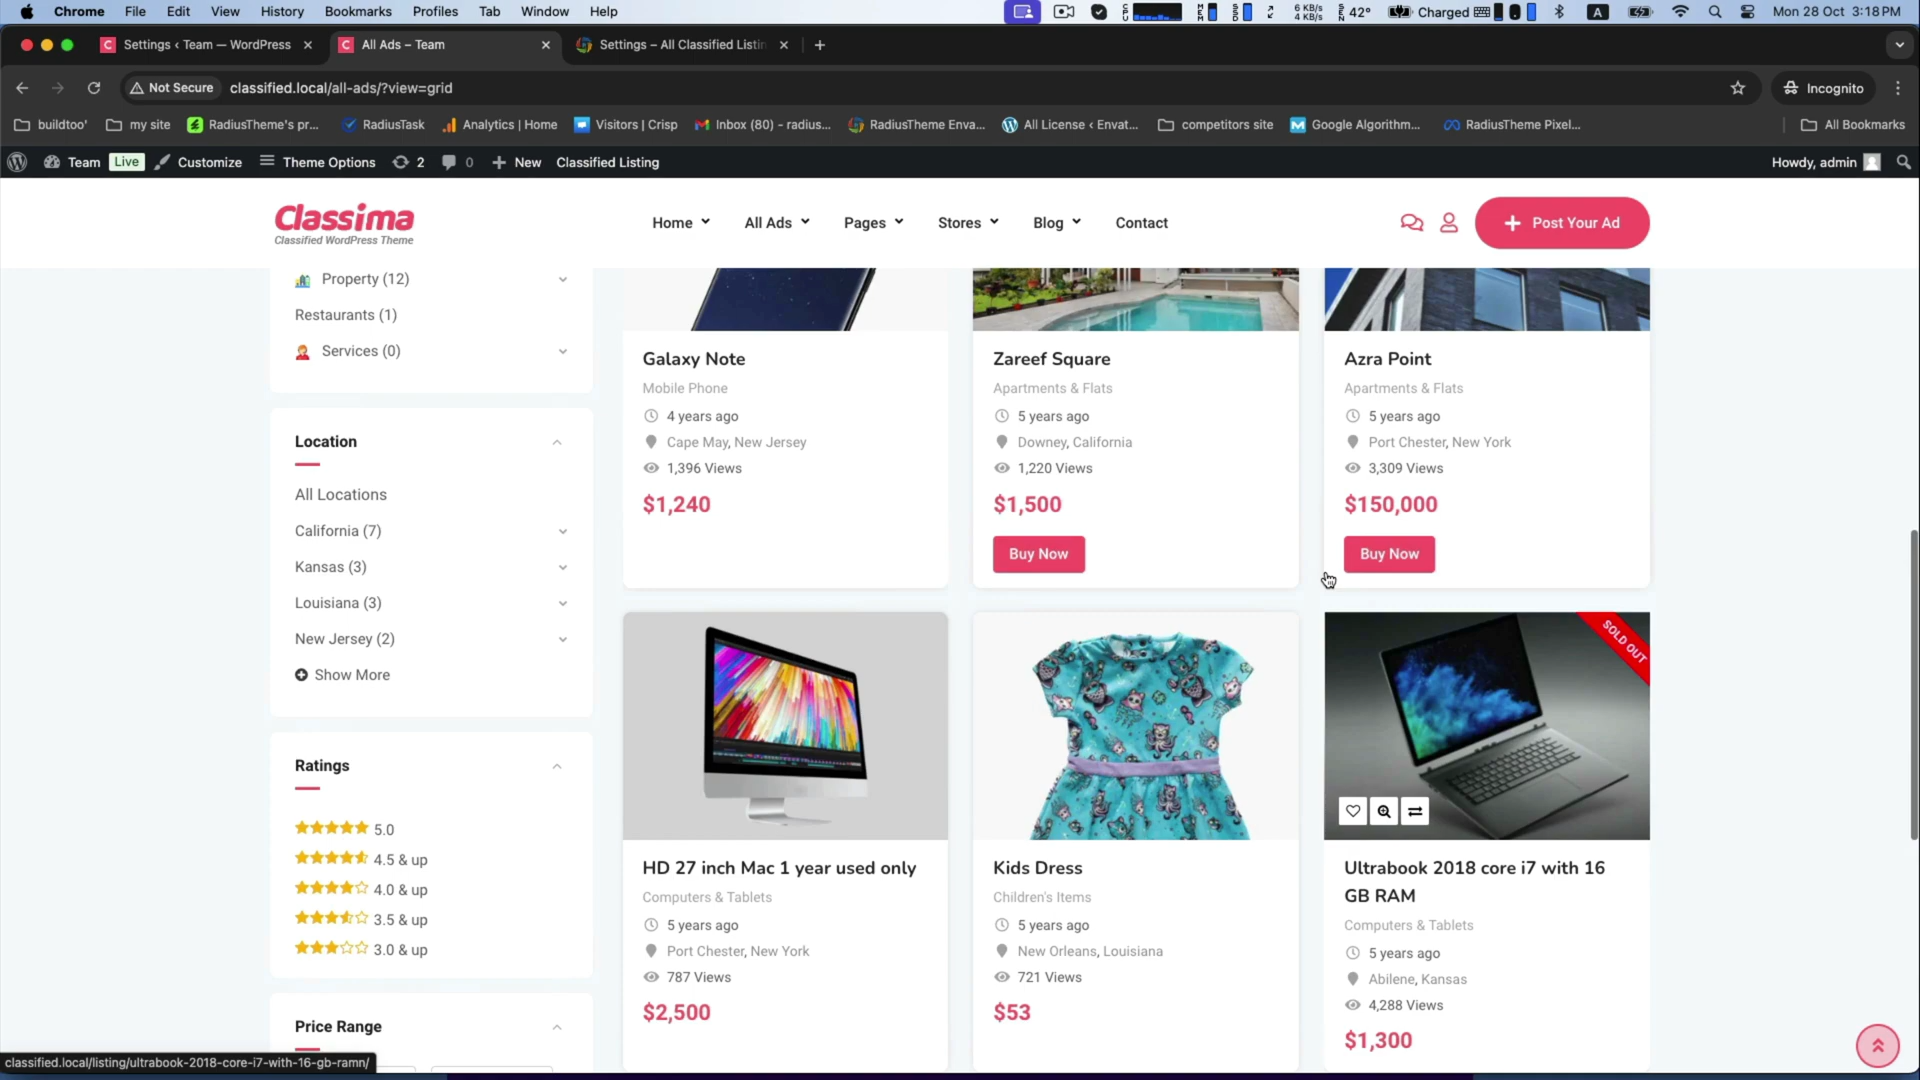 Chrome File Edit View History Bookmarks Profiles Tab Window Help
6 KB/s
4 KB/s
42° Charged A Mon 28 Oct 3:18 PM
Settings ‹ Team — WordPress
All Ads – Team
Settings – All Classified Listin
Not Secure classified.local/all-ads/?view=grid Incognito
buildtoo' my site RadiusTheme's pr... RadiusTask Analytics | Home Visitors | Crisp Inbox (80) - radius... RadiusTheme Enva... All License ‹ Envat... competitors site Google Algorithm... RadiusTheme Pixel... All Bookmarks
Team Live Customize Theme Options 2 0 New Classified Listing Howdy, admin
Classima
Classified WordPress Theme
Home All Ads Pages Stores Blog Contact
Post Your Ad
Property (12)
Restaurants (1)
Services (0)
Location
All Locations
California (7)
Kansas (3)
Louisiana (3)
New Jersey (2)
Show More
Ratings
5.0
4.5 & up
4.0 & up
3.5 & up
3.0 & up
Price Range
Galaxy Note
Mobile Phone
4 years ago
Cape May, New Jersey
1,396 Views
$1,240
Zareef Square
Apartments & Flats
5 years ago
Downey, California
1,220 Views
$1,500
Buy Now
Azra Point
Apartments & Flats
5 years ago
Port Chester, New York
3,309 Views
$150,000
Buy Now
HD 27 inch Mac 1 year used only
Computers & Tablets
5 years ago
Port Chester, New York
787 Views
$2,500
Kids Dress
Children's Items
5 years ago
New Orleans, Louisiana
721 Views
$53
SOLD OUT
Ultrabook 2018 core i7 with 16
GB RAM
Computers & Tablets
5 years ago
Abilene, Kansas
4,288 Views
$1,300
classified.local/listing/ultrabook-2018-core-i7-with-16-gb-ramn/